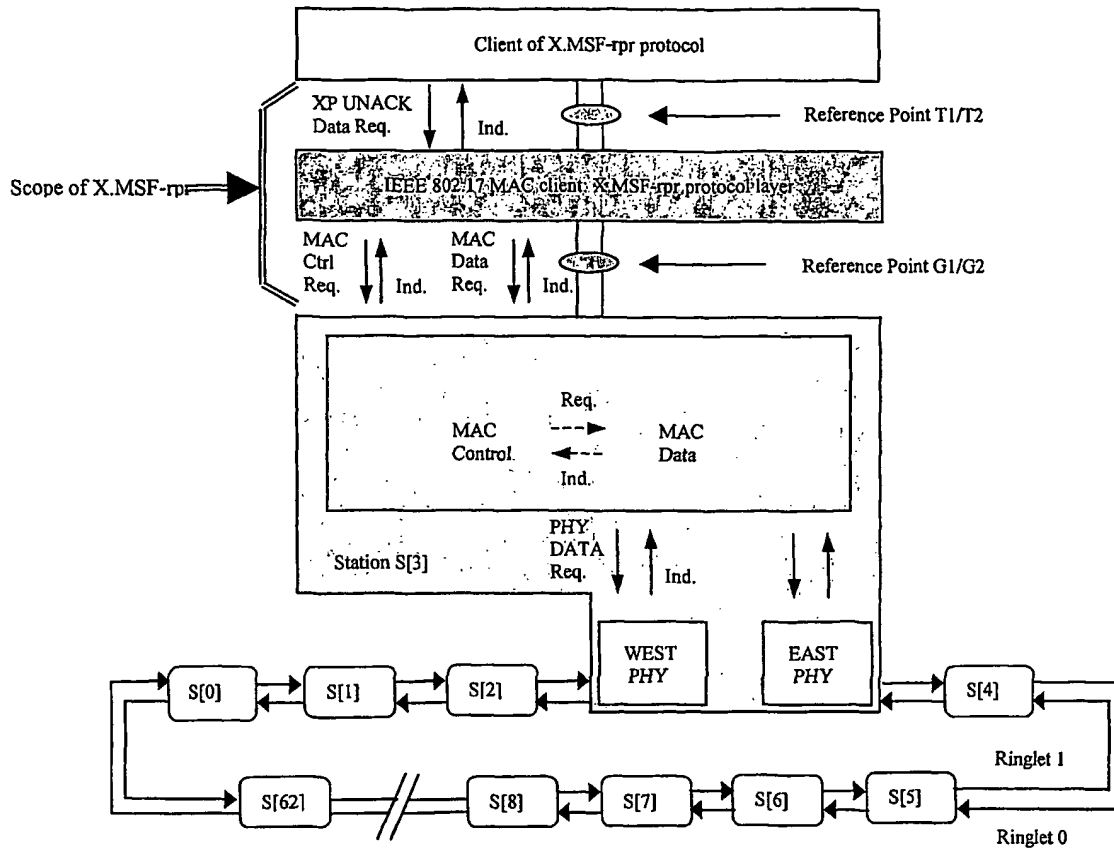 Client of X.MSF-rpr protocol
XP UNACK
Data Req.
Ind.
Reference Point T1/T2
Scope of X.MSF-rpr
IEEE 802.17 MAC client: X.MSF-rpr protocol layer
MAC
Ctrl
Req.
Ind.
MAC
Data
Req.
Ind.
Reference Point G1/G2
Req.
MAC
Control
MAC
Data
Ind.
PHY
DATA
Req.
Ind.
Station S[3]
WEST
PHY
EAST
PHY
S[0]
S[1]
S[2]
S[4]
Ringlet 1
S[62]
S[8]
S[7]
S[6]
S[5]
Ringlet 0